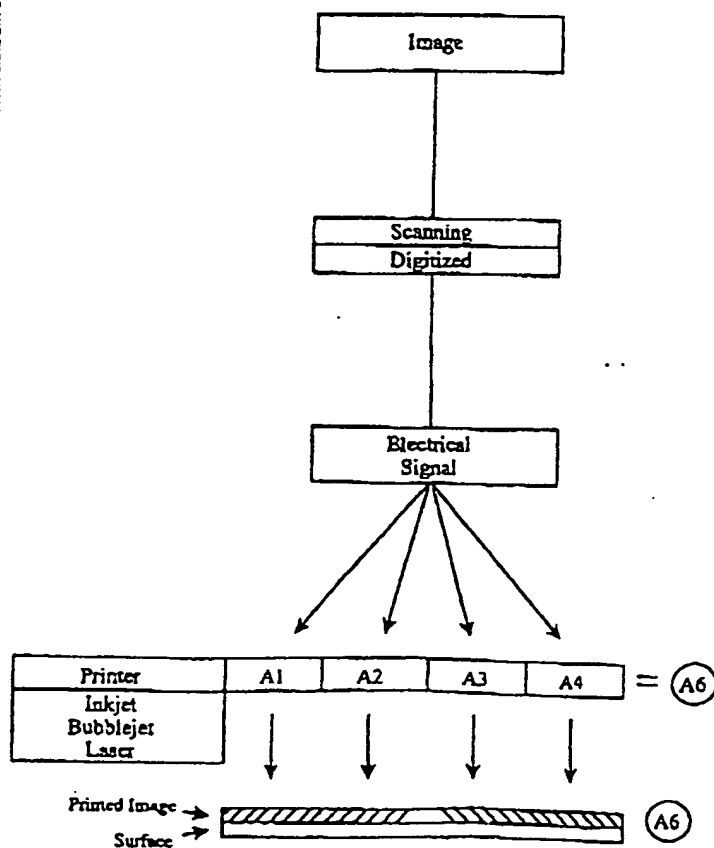 Image
Scanning
Digitized
Electrical
Signal
Printer A1 A2 A3 A4 = A6
Inkjet
Bubblejet
Laser
Printed Image
A6
Surface